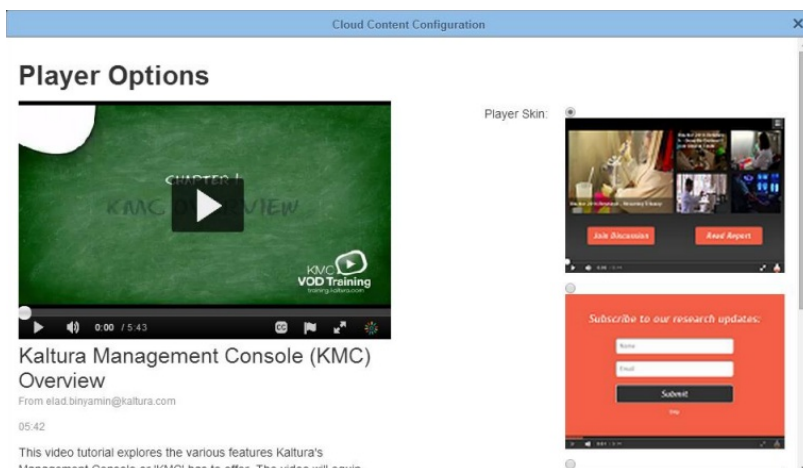 Cloud Content Configuration
Player Options
Player Skin:
CHAPTER 1
KMC OVERVIEW
KMC
VOD Training
training.kaltura.com
0:00 / 5:43
CC
Kaltura Management Console (KMC)
Overview
From elad.binyamin@kaltura.com
05:42
This video tutorial explores the various features Kaltura's
Join Discussion
Read Report
Subscribe to our research updates:
Name
Email
Submit
Skip